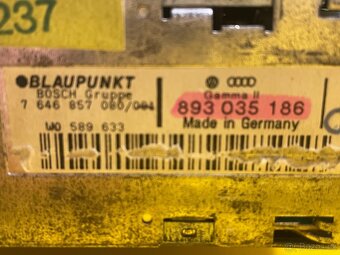 237
BLAUPUNKT
BOSCH Gruppe
7 646 857 080/081
Gamma II
893 035 186
Made in Germany
WO 589 633